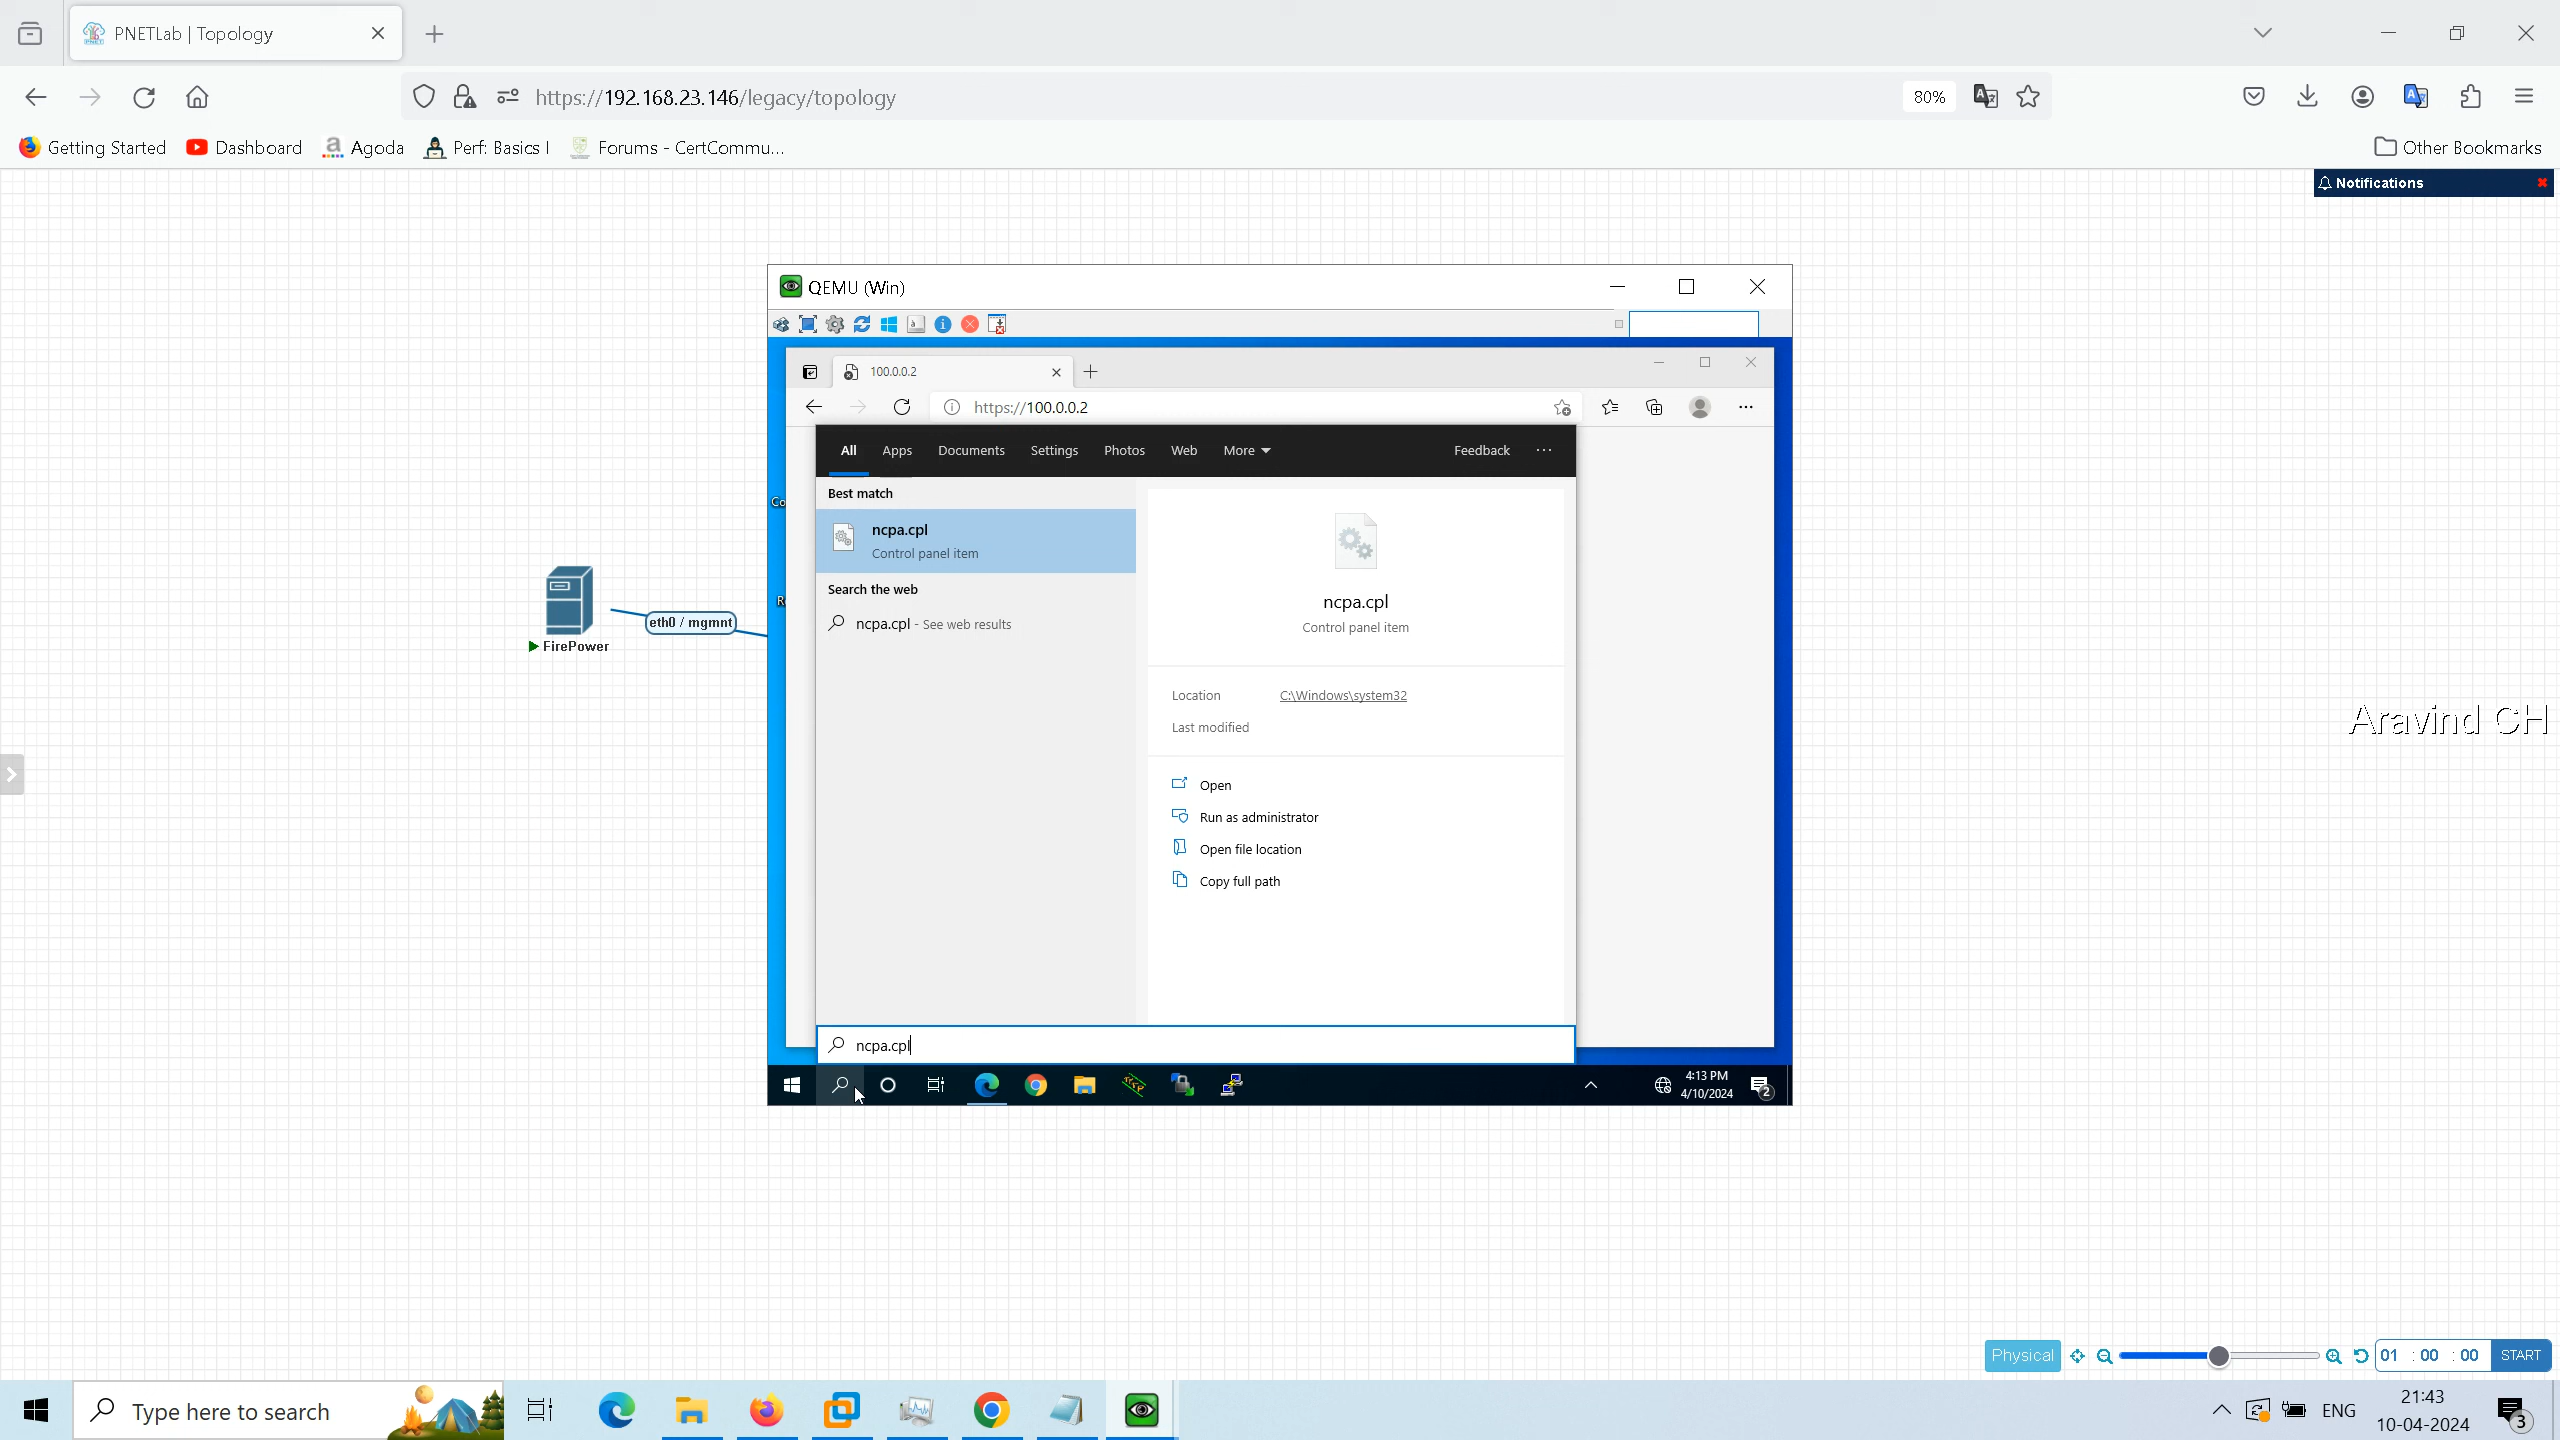 PNETLab | Topology
https://192.168.23.146/legacy/topology
80%
Getting Started
Dashboard
Agoda
Perf: Basics I
Forums - CertCommu...
Other Bookmarks
Notifications
QEMU (Win)
100.0.0.2
https://100.0.0.2
All
Apps
Documents
Settings
Photos
Web
More
Feedback
Best match
ncpa.cpl
Control panel item
Search the web
ncpa.cpl - See web results
ncpa.cpl
Control panel item
Location
C:\Windows\system32
Last modified
Open
Run as administrator
Open file location
Copy full path
ncpa.cpl
4:13 PM
4/10/2024
2
eth0 / mgmnt
FirePower
Aravind CH
Physical
01 : 00 : 00
START
Type here to search
ENG
21:43
10-04-2024
3